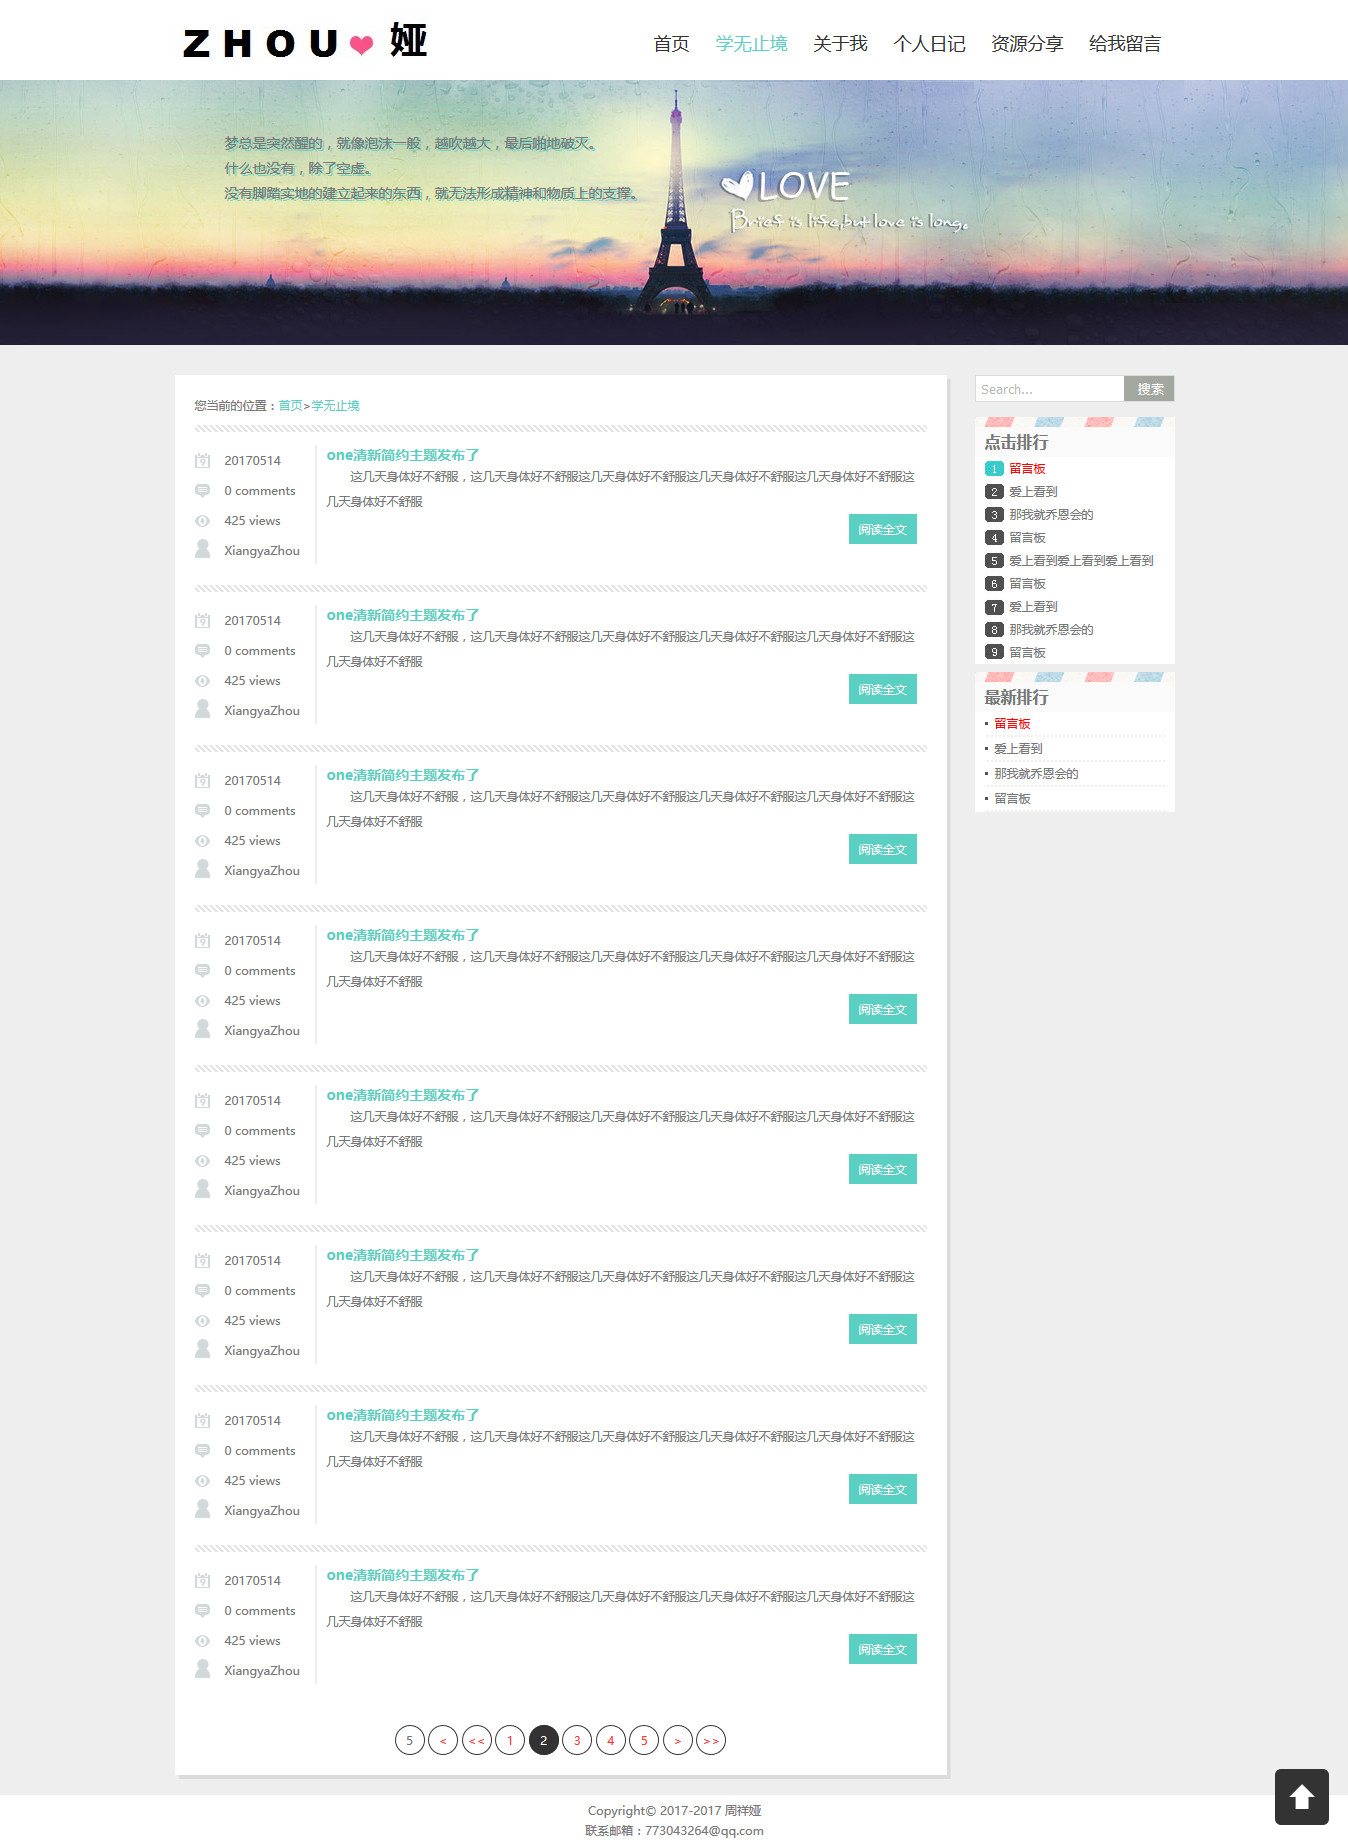 ZHOU❤娅
首页 学无止境 关于我 个人日记 资源分享 给我留言
梦总是突然醒的，就像泡沫一般，越吹越大，最后啪地破灭。
什么也没有，除了空虚。
没有脚踏实地的建立起来的东西，就无法形成精神和物质上的支撑。
LOVE
Brief is life,but love is long。
您当前的位置：首页>学无止境
20170514
0 comments
425 views
XiangyaZhou
one清新简约主题发布了
这几天身体好不舒服，这几天身体好不舒服这几天身体好不舒服这几天身体好不舒服这几天身体好不舒服这
几天身体好不舒服
阅读全文
20170514
0 comments
425 views
XiangyaZhou
one清新简约主题发布了
这几天身体好不舒服，这几天身体好不舒服这几天身体好不舒服这几天身体好不舒服这几天身体好不舒服这
几天身体好不舒服
阅读全文
20170514
0 comments
425 views
XiangyaZhou
one清新简约主题发布了
这几天身体好不舒服，这几天身体好不舒服这几天身体好不舒服这几天身体好不舒服这几天身体好不舒服这
几天身体好不舒服
阅读全文
20170514
0 comments
425 views
XiangyaZhou
one清新简约主题发布了
这几天身体好不舒服，这几天身体好不舒服这几天身体好不舒服这几天身体好不舒服这几天身体好不舒服这
几天身体好不舒服
阅读全文
20170514
0 comments
425 views
XiangyaZhou
one清新简约主题发布了
这几天身体好不舒服，这几天身体好不舒服这几天身体好不舒服这几天身体好不舒服这几天身体好不舒服这
几天身体好不舒服
阅读全文
20170514
0 comments
425 views
XiangyaZhou
one清新简约主题发布了
这几天身体好不舒服，这几天身体好不舒服这几天身体好不舒服这几天身体好不舒服这几天身体好不舒服这
几天身体好不舒服
阅读全文
20170514
0 comments
425 views
XiangyaZhou
one清新简约主题发布了
这几天身体好不舒服，这几天身体好不舒服这几天身体好不舒服这几天身体好不舒服这几天身体好不舒服这
几天身体好不舒服
阅读全文
20170514
0 comments
425 views
XiangyaZhou
one清新简约主题发布了
这几天身体好不舒服，这几天身体好不舒服这几天身体好不舒服这几天身体好不舒服这几天身体好不舒服这
几天身体好不舒服
阅读全文
5 < << 1 2 3 4 5 > >>
Search... 搜索
点击排行
1 留言板
2 爱上看到
3 那我就乔恩会的
4 留言板
5 爱上看到爱上看到爱上看到
6 留言板
7 爱上看到
8 那我就乔恩会的
9 留言板
最新排行
留言板
爱上看到
那我就乔恩会的
留言板
Copyright© 2017-2017 周祥娅
联系邮箱：773043264@qq.com